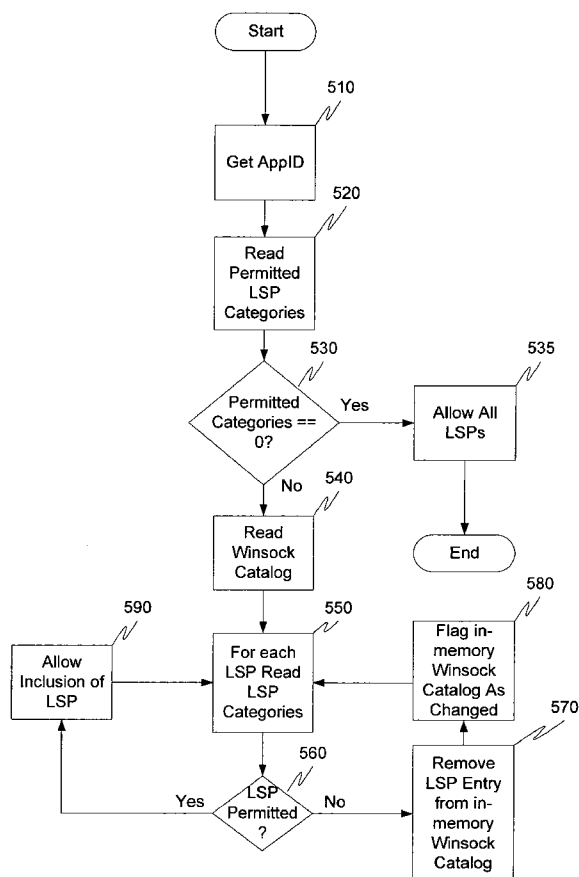 Start
510
Get AppID
520
Read
Permitted
LSP
Categories
530
535
Permitted
Categories ==
0?
Yes
Allow All
LSPs
No
540
Read
Winsock
Catalog
End
580
590
550
Flag in-
memory
Winsock
Catalog As
Changed
Allow
Inclusion of
LSP
For each
LSP Read
LSP
Categories
570
560
LSP
Permitted
?
Yes
No
Remove
LSP Entry
from in-
memory
Winsock
Catalog